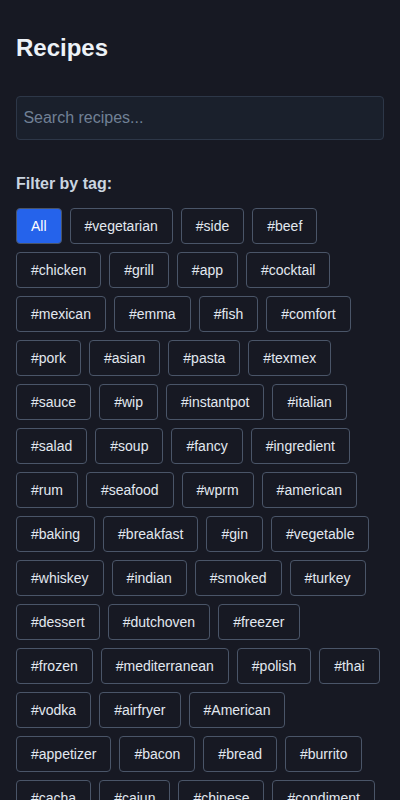 Recipes
Search recipes...
Filter by tag:
All #vegetarian #side #beef
#chicken #grill #app #cocktail
#mexican #emma #fish #comfort
#pork #asian #pasta #texmex
#sauce #wip #instantpot #italian
#salad #soup #fancy #ingredient
#rum #seafood #wprm #american
#baking #breakfast #gin #vegetable
#whiskey #indian #smoked #turkey
#dessert #dutchoven #freezer
#frozen #mediterranean #polish #thai
#vodka #airfryer #American
#appetizer #bacon #bread #burrito
#cacha #cajun #chinese #condiment